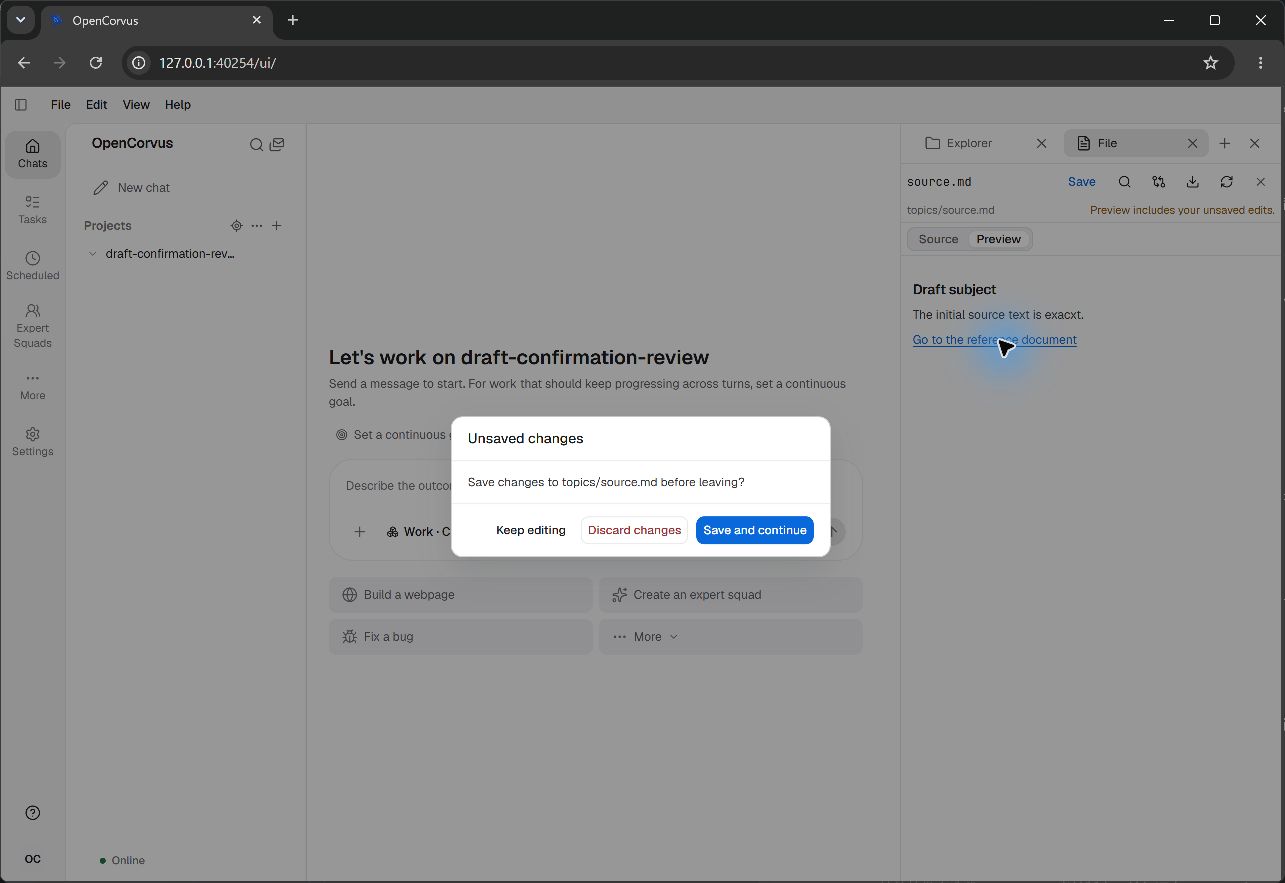 OpenCorvus
127.0.0.1:40254/ui/
File Edit View Help
Chats
Tasks
Scheduled
Expert
Squads
More
Settings
OC
OpenCorvus
New chat
Projects
draft-confirmation-rev...
Online
Let's work on draft-confirmation-review
Send a message to start. For work that should keep progressing across turns, set a continuous
goal.
Set a continuous
Describe the outco
Work · C
Build a webpage
Create an expert squad
Fix a bug
More
Unsaved changes
Save changes to topics/source.md before leaving?
Keep editing Discard changes Save and continue
Explorer File
source.md Save
topics/source.md Preview includes your unsaved edits.
Source Preview
Draft subject
The initial source text is exacxt.
Go to the reference document